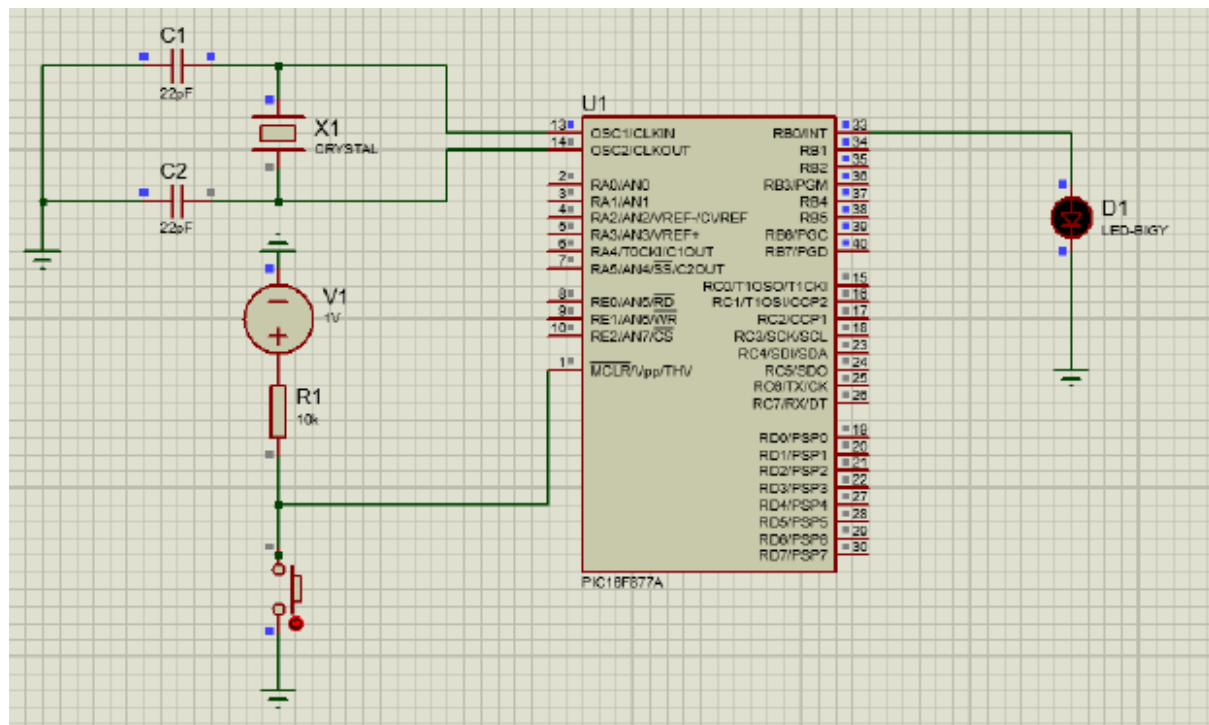 C1
22pF
X1
CRYSTAL
C2
22pF
V1
1V
R1
10k
U1
13
OSC1/CLKIN
14
OSC2/CLKOUT
2
RA0/AN0
3
RA1/AN1
4
RA2/AN2/VREF-/CVREF
5
RA3/AN3/VREF+
6
RA4/T0CKI/C1OUT
7
RA5/AN4/SS/C2OUT
8
RE0/AN5/RD
9
RE1/AN6/WR
10
RE2/AN7/CS
1
MCLR/Vpp/THV
RB0/INT
33
RB1
34
RB2
35
RB3/PGM
36
RB4
37
RB5
38
RB6/PGC
39
RB7/PGD
40
RC0/T1OSO/T1CKI
15
RC1/T1OSI/CCP2
16
RC2/CCP1
17
RC3/SCK/SCL
18
RC4/SDI/SDA
23
RC5/SDO
24
RC6/TX/CK
25
RC7/RX/DT
26
RD0/PSP0
19
RD1/PSP1
20
RD2/PSP2
21
RD3/PSP3
22
RD4/PSP4
27
RD5/PSP5
28
RD6/PSP6
29
RD7/PSP7
30
PIC16F877A
D1
LED-BIGY